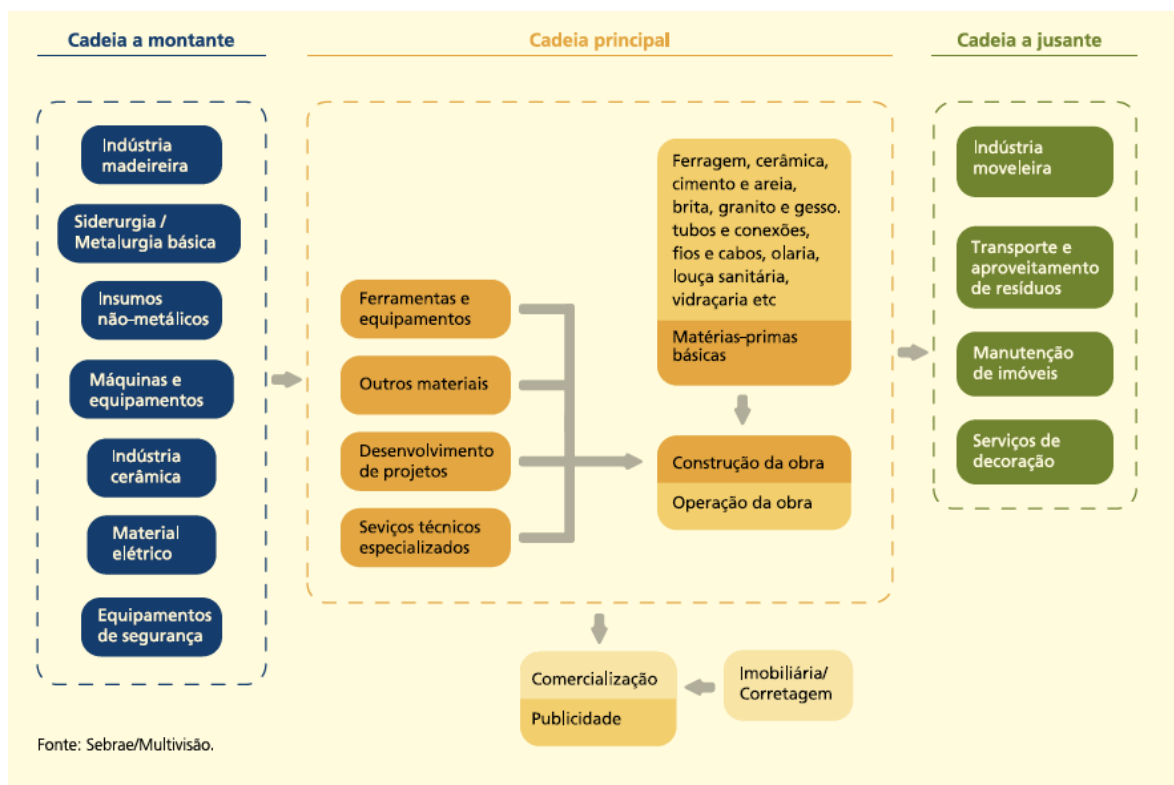 Cadeia a montante
Cadeia principal
Cadeia a jusante
Indústria
madeireira
Siderurgia /
Metalurgia básica
Insumos
não-metálicos
Máquinas e
equipamentos
Indústria
cerâmica
Material
elétrico
Equipamentos
de segurança
Ferramentas e
equipamentos
Outros materiais
Desenvolvimento
de projetos
Seviços técnicos
especializados
Ferragem, cerâmica,
cimento e areia,
brita, granito e gesso.
tubos e conexões,
fios e cabos, olaria,
louça sanitária,
vidraçaria etc
Matérias-primas
básicas
Construção da obra
Operação da obra
Indústria
moveleira
Transporte e
aproveitamento
de resíduos
Manutenção
de imóveis
Serviços de
decoração
Comercialização
Publicidade
Imobiliária/
Corretagem
Fonte: Sebrae/Multivisão.